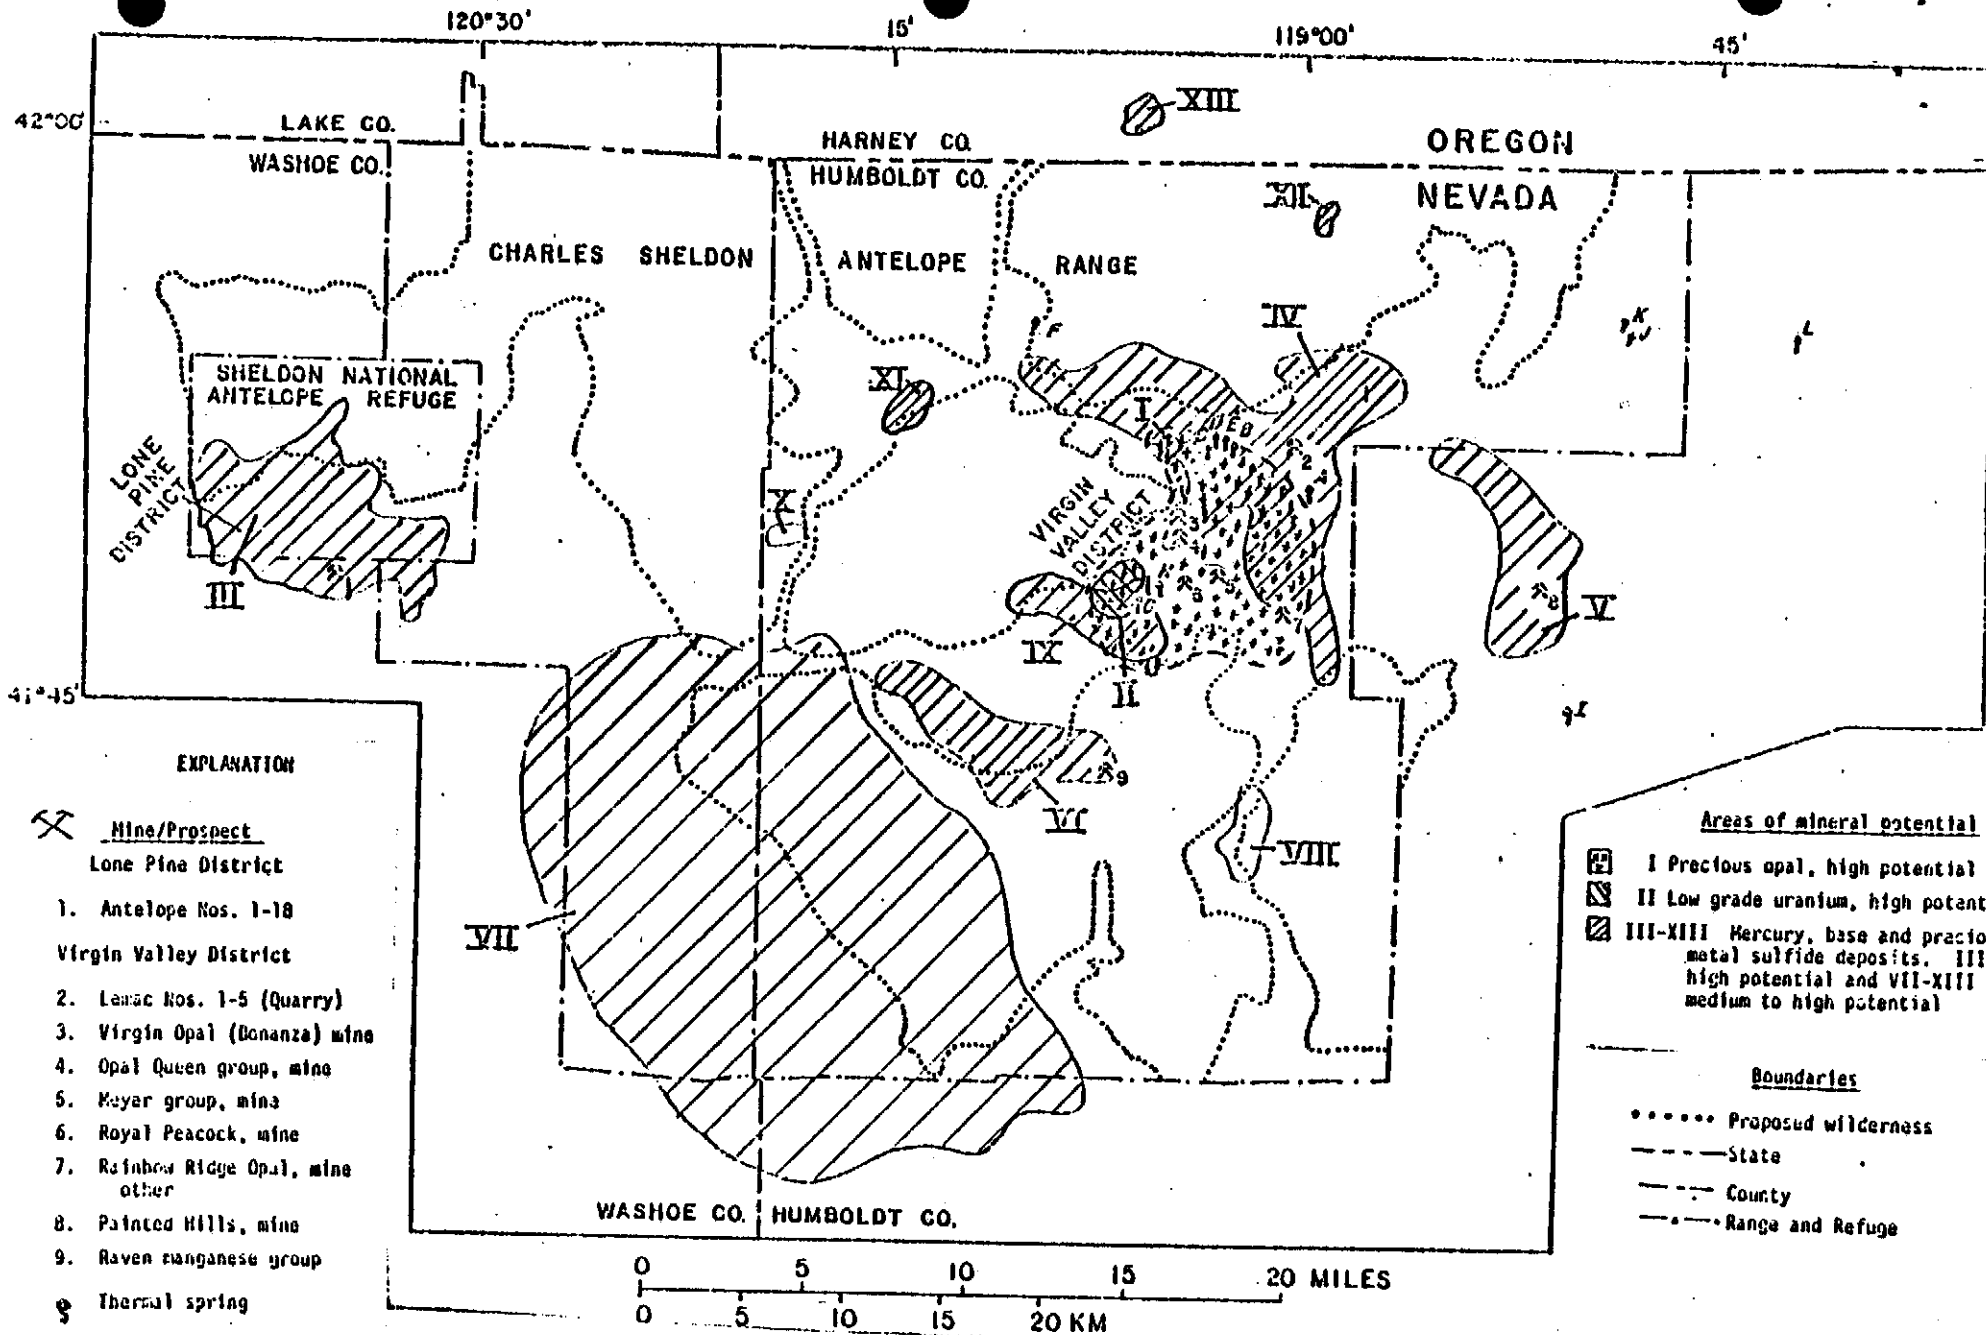 120°30'
15'
119°00'
45'
42°00'
LAKE CO.
WASHOE CO.
HARNEY CO.
HUMBOLDT CO.
OREGON
NEVADA
XIII
XII
CHARLES SHELDON ANTELOPE RANGE
IV
K
J
L
F
SHELDON NATIONAL
ANTELOPE REFUGE
XI
I
2
LONE
PINE
DISTRICT
X
VIRGIN
VALLEY
DISTRICT
3
III
1
IX
II
6
5
7
8
V
41°45'
I
VI
9
VIII
VII
WASHOE CO.
HUMBOLDT CO.
EXPLANATION
Mine/Prospect
Lone Pine District
1. Antelope Nos. 1-18
Virgin Valley District
2. Nos. 1-5 (Quarry)
3. Virgin Opal (Bonanza) mine
4. Opal Queen group, mine
5. Meyer group, mine
6. Royal Peacock, mine
7. Rainbow Ridge Opal, mine
other
8. Painted Hills, mine
9. Raven manganese group
Thermal spring
Areas of mineral potential
I Precious opal, high potential
II Low grade uranium, high potent
III-XIII Mercury, base and precio
metal sulfide deposits. III
high potential and VII-XIII
medium to high potential
Boundaries
Proposed wilderness
State
County
Range and Refuge
0 5 10 15 20 MILES
0 5 10 15 20 KM